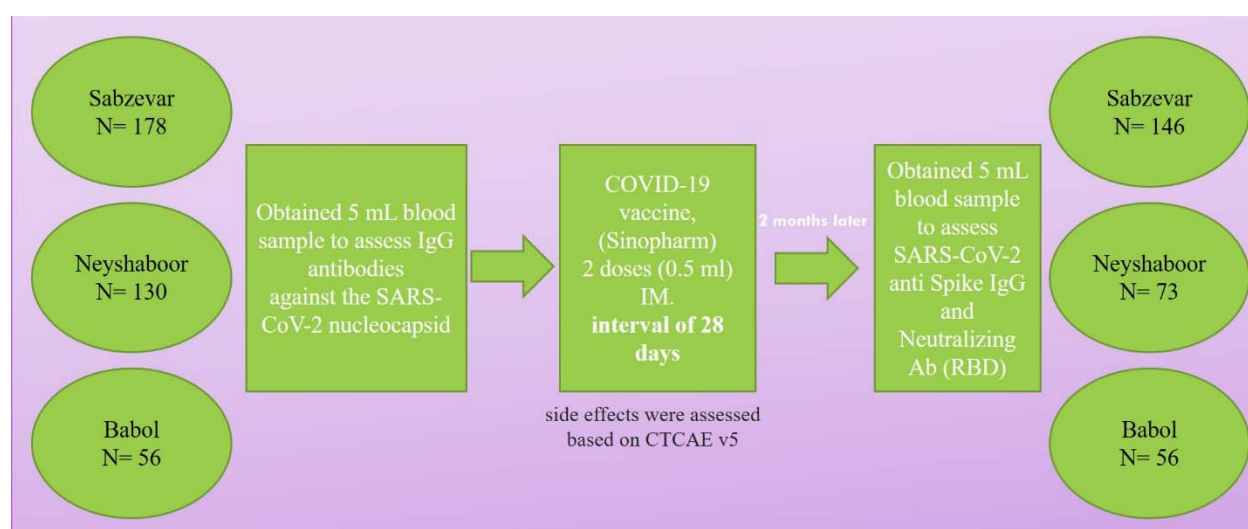 Sabzevar
N= 178
Neyshaboor
N= 130
Babol
N= 56
Obtained 5 mL blood
sample to assess IgG
antibodies
against the SARS-
CoV-2 nucleocapsid
COVID-19
vaccine,
(Sinopharm)
2 doses (0.5 ml)
IM.
interval of 28
days
side effects were assessed
based on CTCAE v5
2 months later
Obtained 5 mL
blood sample
to assess
SARS-CoV-2
anti Spike IgG
and
Neutralizing
Ab (RBD)
Sabzevar
N= 146
Neyshaboor
N= 73
Babol
N= 56